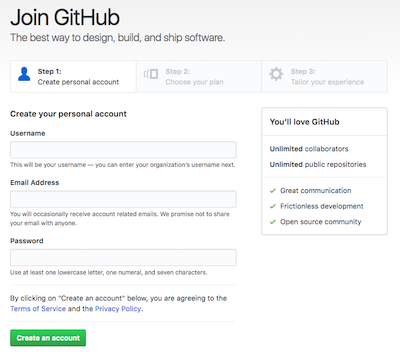 Join GitHub
The best way to design, build, and ship software.
Step 1:
Create personal account
Step 2:
Choose your plan
Step 3:
Tailor your experience
Create your personal account
Username
This will be your username — you can enter your organization's username next.
Email Address
You will occasionally receive account related emails. We promise not to share
your email with anyone.
Password
Use at least one lowercase letter, one numeral, and seven characters.
By clicking on "Create an account" below, you are agreeing to the
Terms of Service and the Privacy Policy.
Create an account
You'll love GitHub
Unlimited collaborators
Unlimited public repositories
Great communication
Frictionless development
Open source community